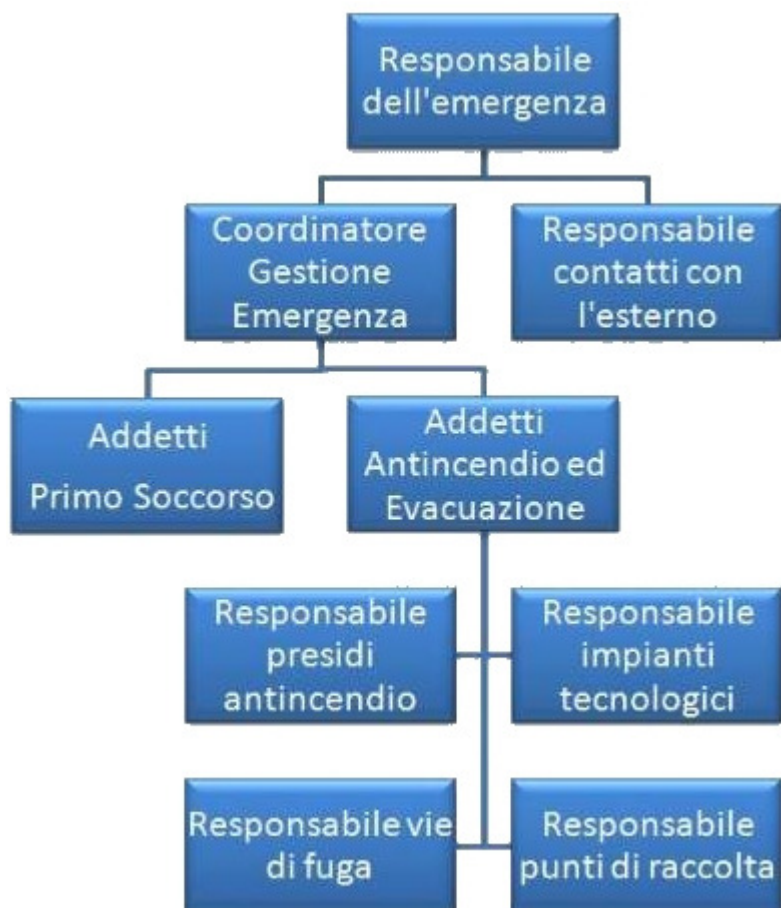 Responsabile
dell'emergenza
Coordinatore
Gestione
Emergenza
Responsabile
contatti con
l'esterno
Addetti
Primo Soccorso
Addetti
Antincendio ed
Evacuazione
Responsabile
presidi
antincendio
Responsabile
impianti
tecnologici
Responsabile vie
di fuga
Responsabile
punti di raccolta